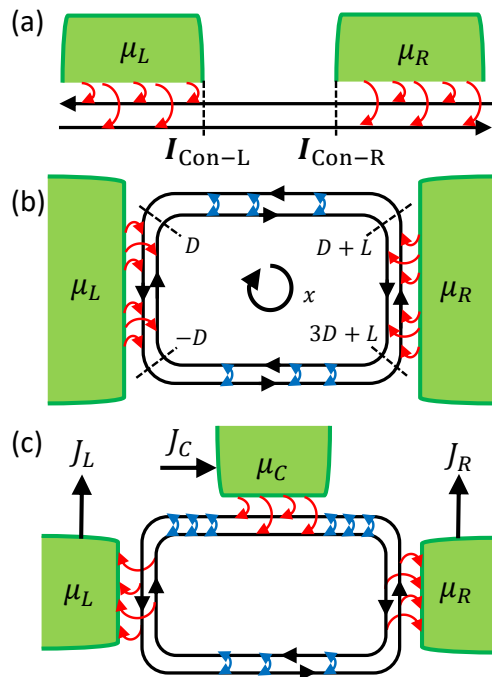 (a)
μ_L μ_R
I_Con−L I_Con−R
(b)
D D + L
μ_L x μ_R
−D 3D + L
(c)
J_L J_C μ_C J_R
μ_L μ_R